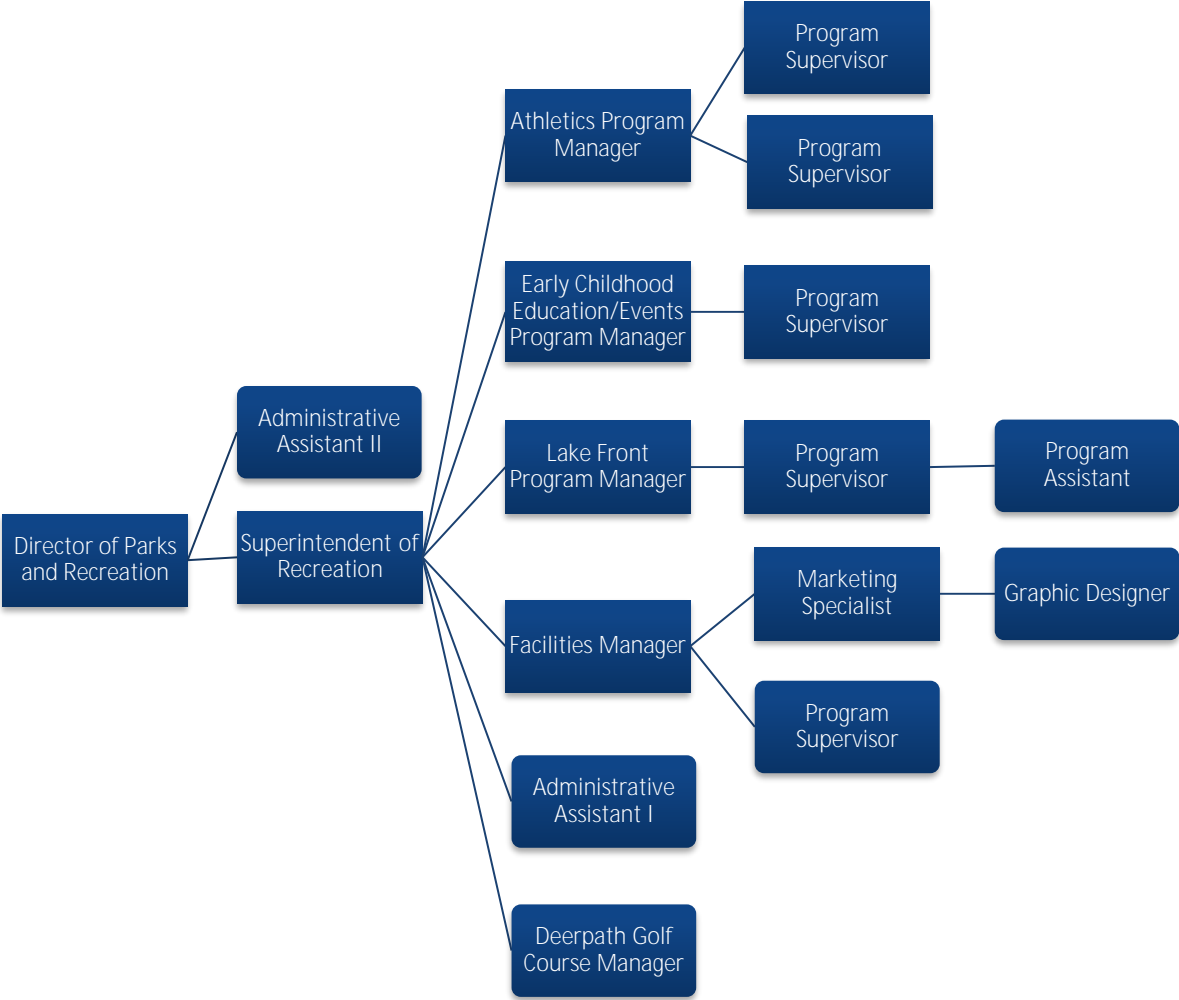 Program
Supervisor
Athletics Program
Manager
Program
Supervisor
Early Childhood
Education/Events
Program Manager
Program
Supervisor
Administrative
Assistant II
Lake Front
Program Manager
Program
Supervisor
Program
Assistant
Director of Parks
and Recreation
Superintendent of
Recreation
Marketing
Specialist
Graphic Designer
Facilities Manager
Program
Supervisor
Administrative
Assistant I
Deerpath Golf
Course Manager